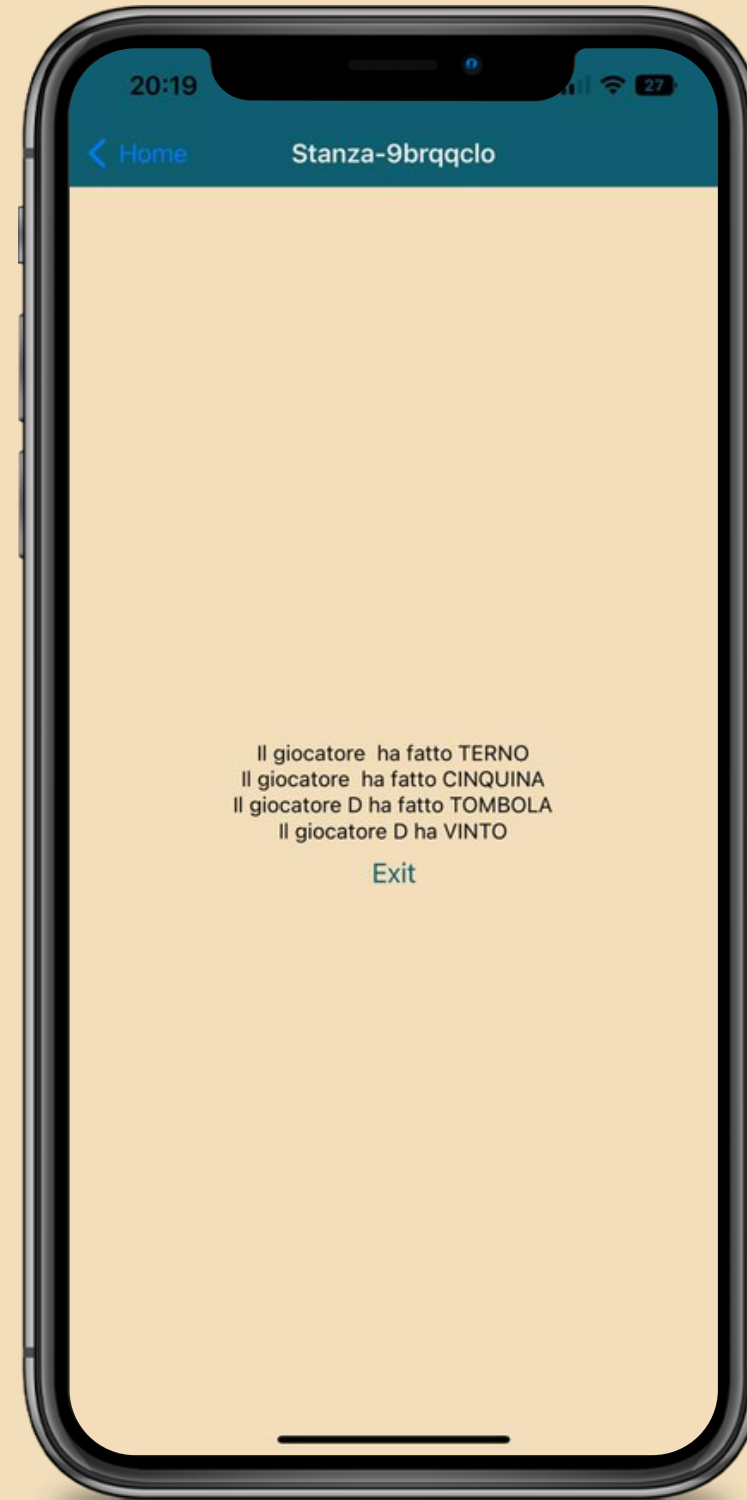 20:19
27
Home
Stanza-9brqqclo
Il giocatore  ha fatto TERNO
Il giocatore  ha fatto CINQUINA
Il giocatore D ha fatto TOMBOLA
Il giocatore D ha VINTO
Exit